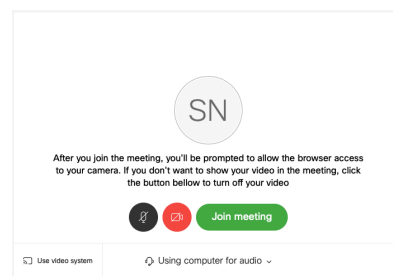 SN
After you join the meeting, you'll be prompted to allow the browser access
to your camera. If you don't want to show your video in the meeting, click
the button bellow to turn off your video
Join meeting
Use video system
Using computer for audio